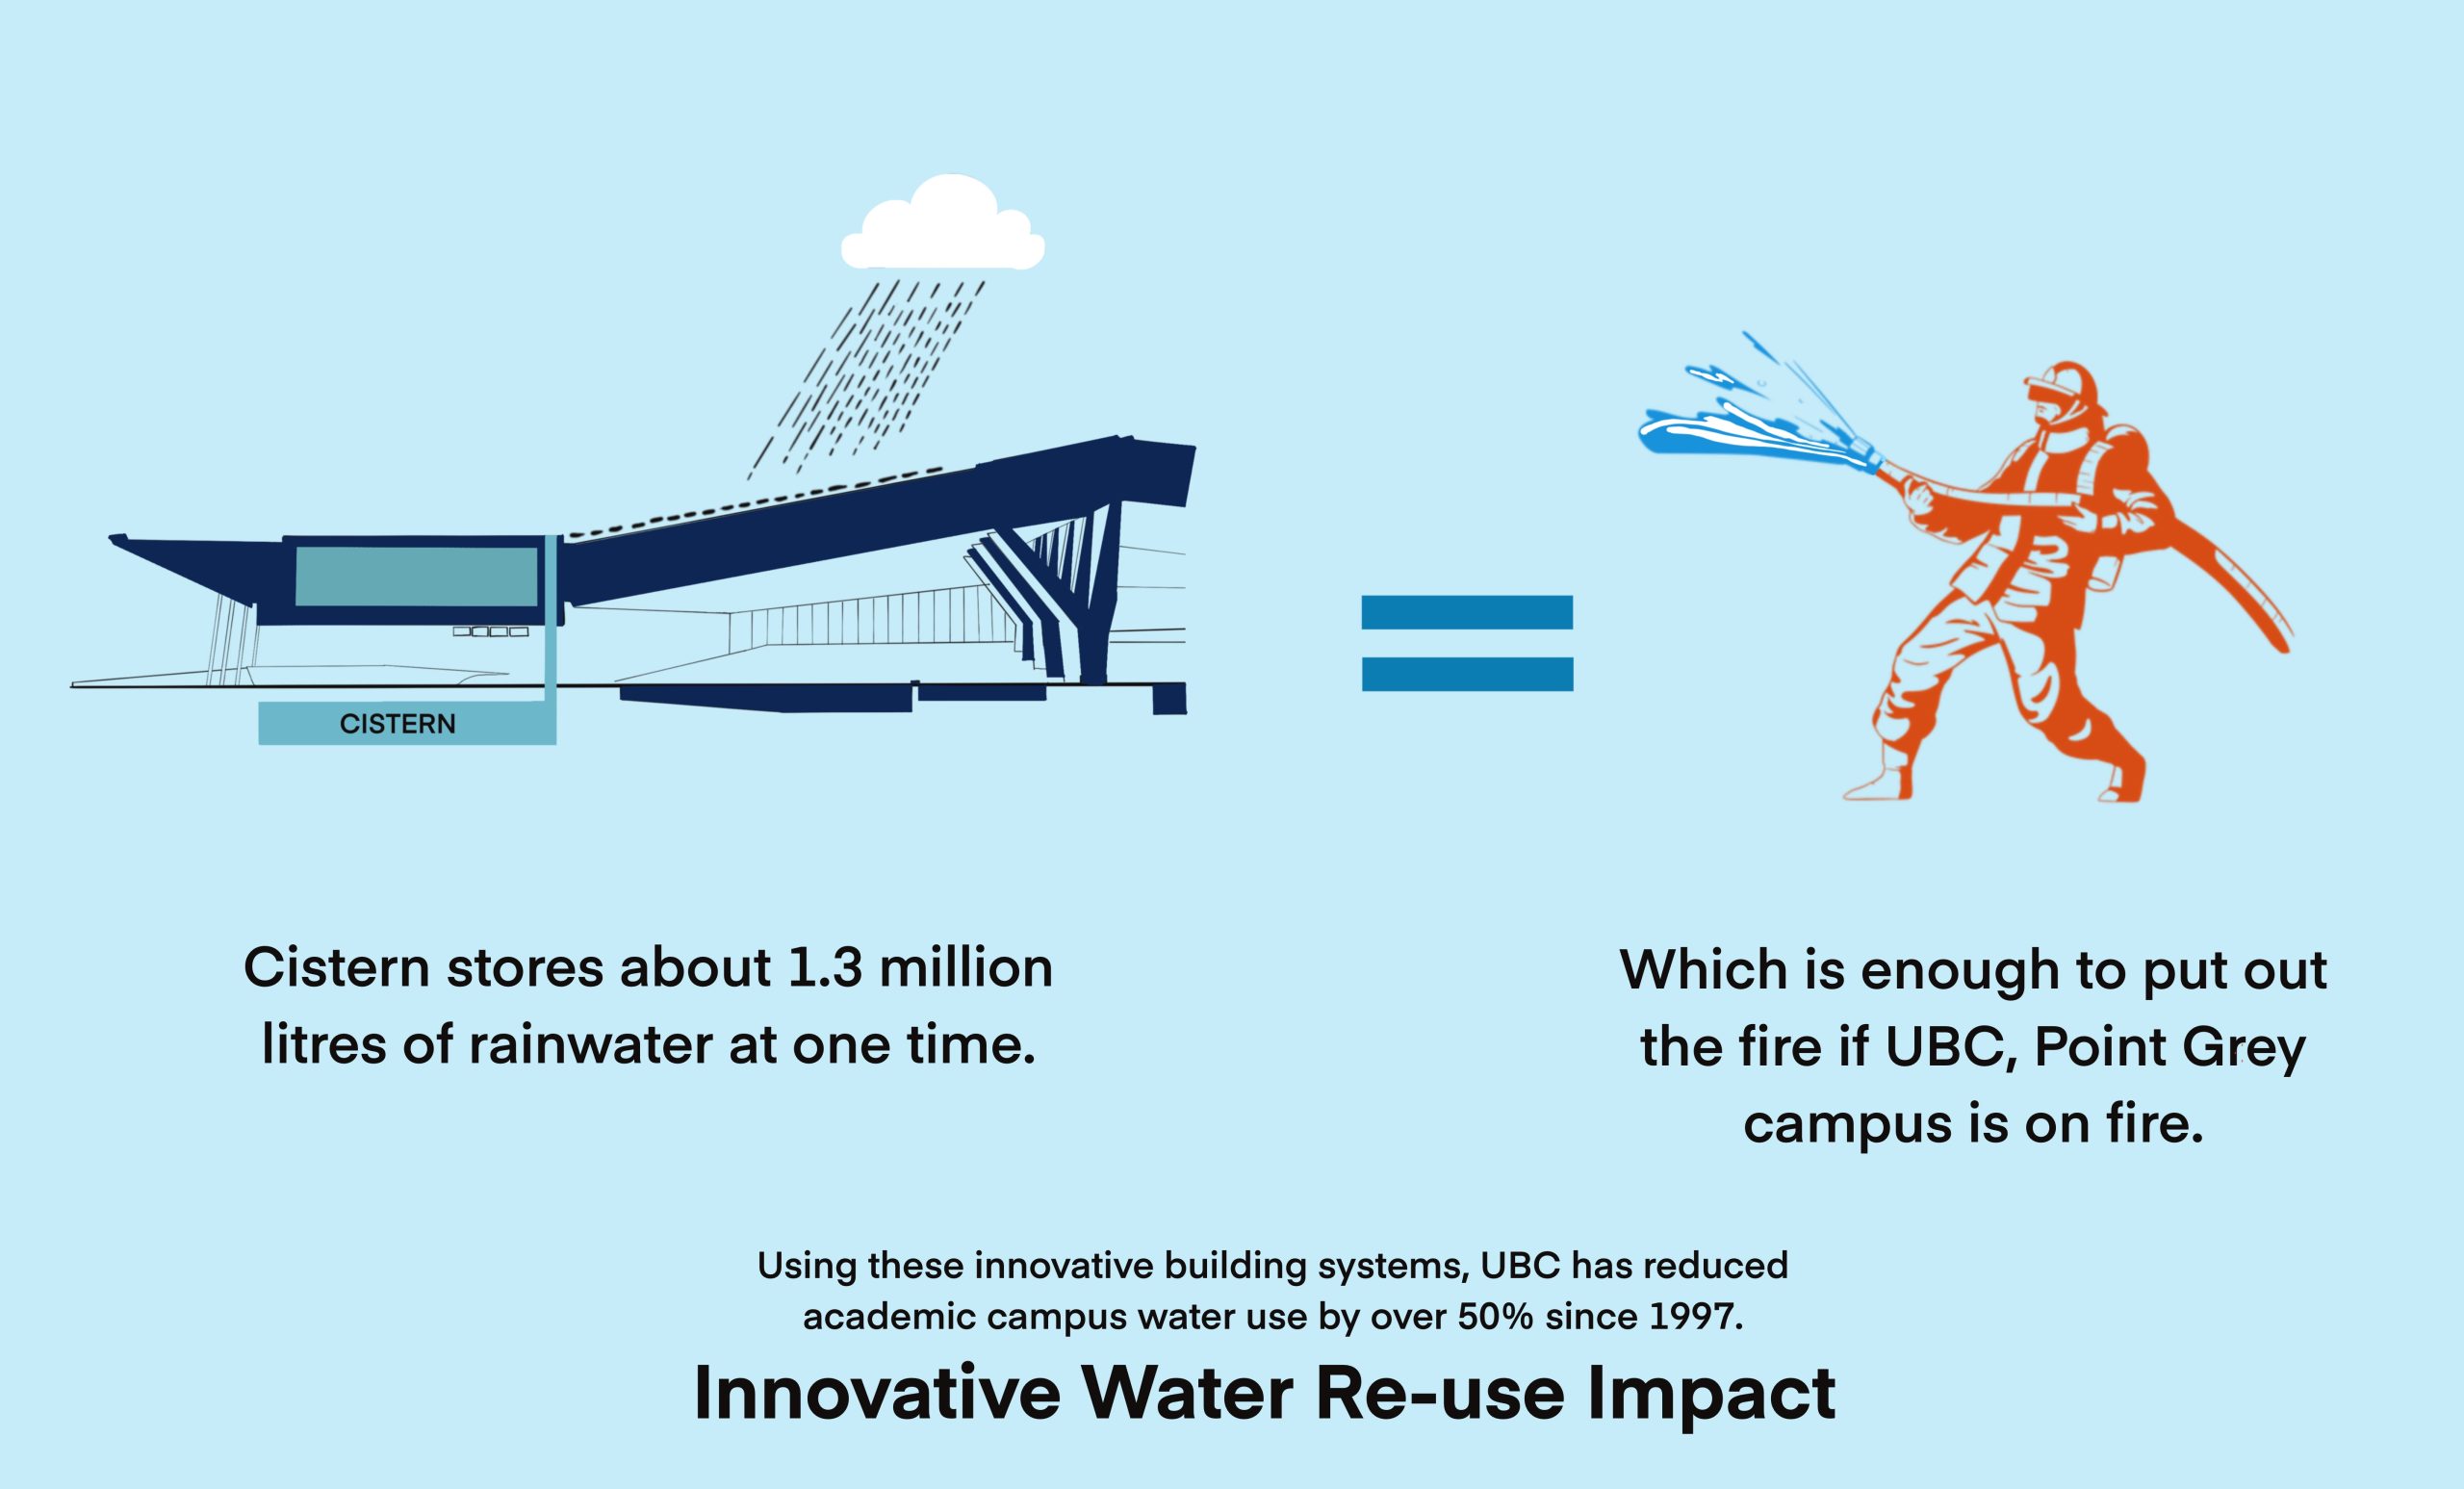 CISTERN
Cistern stores about 1.3 million
litres of rainwater at one time.
Which is enough to put out
the fire if UBC, Point Grey
campus is on fire.
Using these innovative building systems, UBC has reduced
academic campus water use by over 50% since 1997.
Innovative Water Re-use Impact